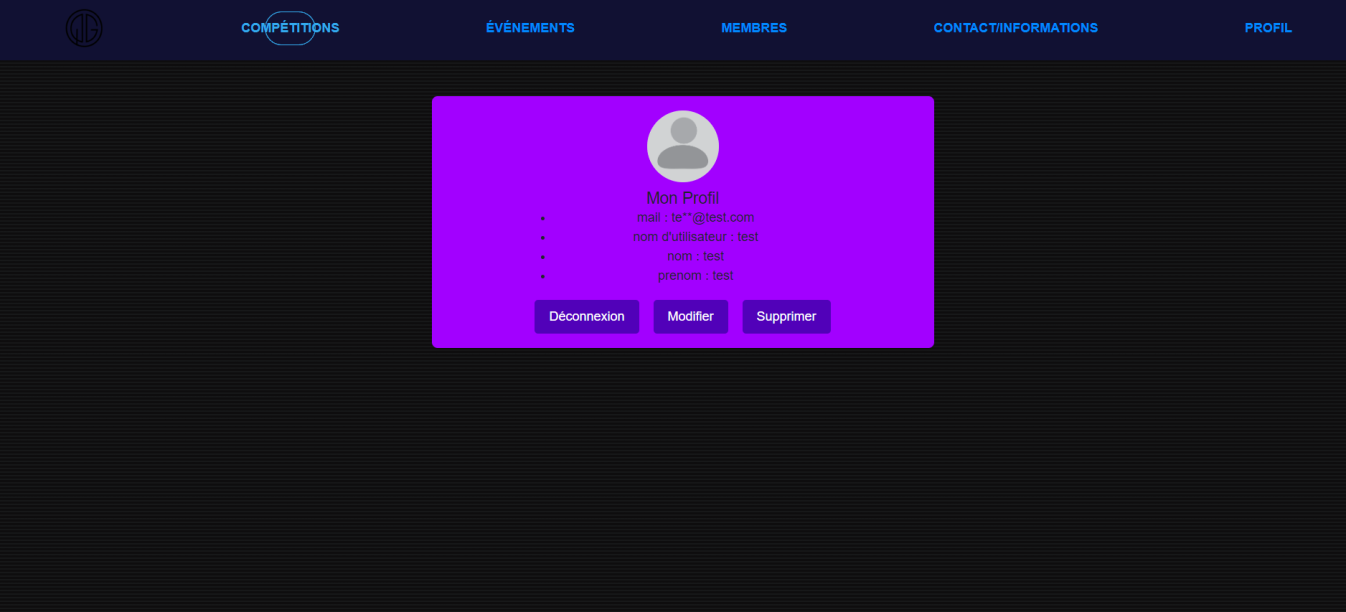 COMPÉTITIONS ÉVÉNEMENTS MEMBRES CONTACT/INFORMATIONS PROFIL
Mon Profil
• mail : te**@test.com
• nom d'utilisateur : test
• nom : test
• prenom : test
Déconnexion Modifier Supprimer